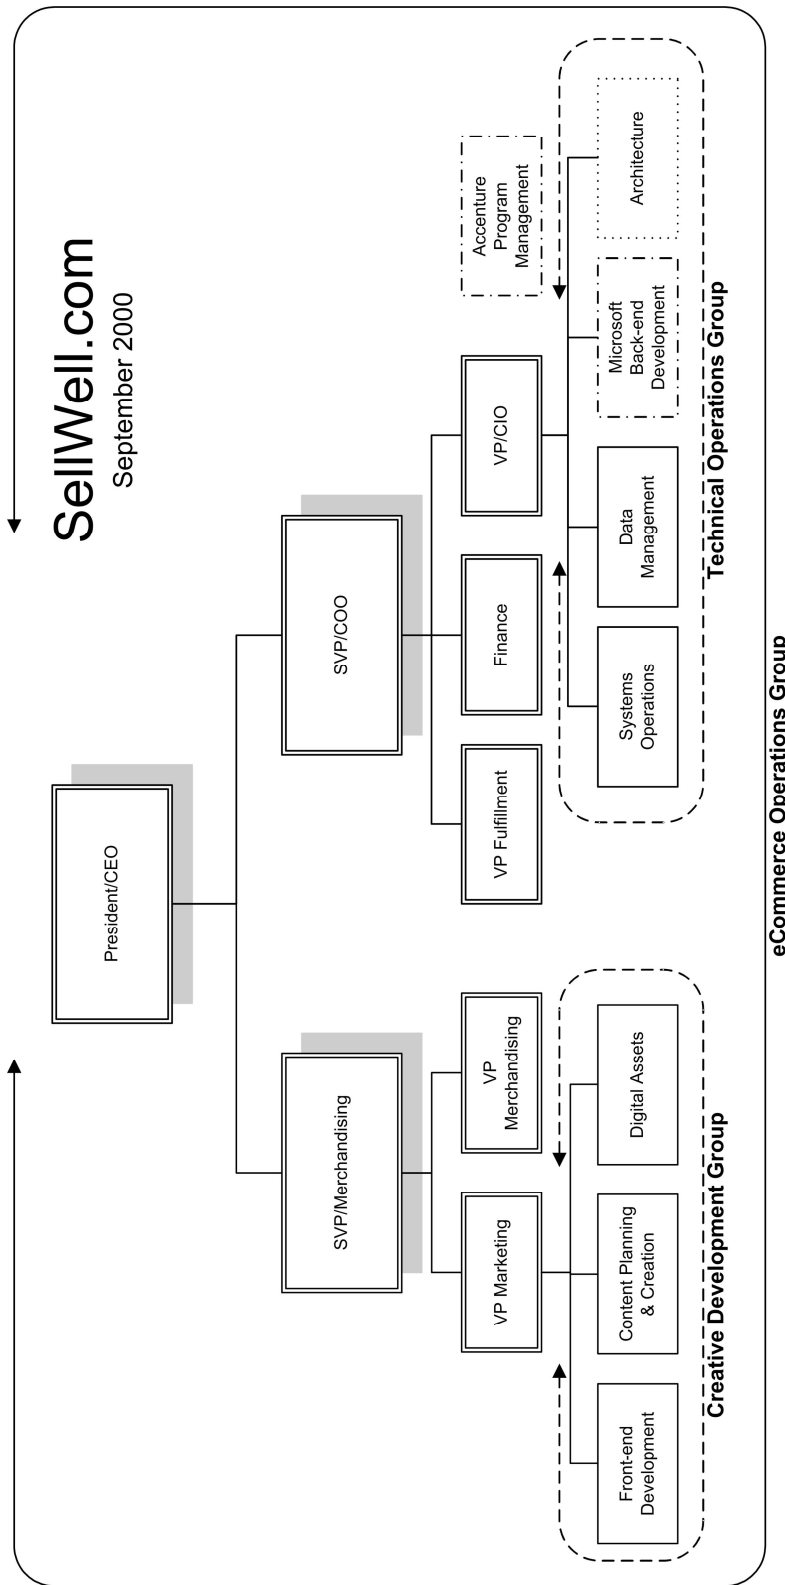 SellWell.com
September 2000
President/CEO
SVP/Merchandising
SVP/COO
VP Marketing
VP
Merchandising
VP Fulfillment
Finance
VP/CIO
Accenture
Program
Management
Front-end
Development
Content Planning
& Creation
Digital Assets
Systems
Operations
Data
Management
Microsoft
Back-end
Development
Architecture
Creative Development Group
Technical Operations Group
eCommerce Operations Group